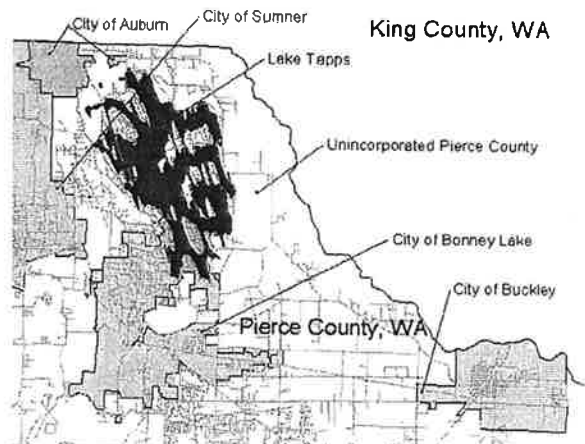 City of Sumner
City of Auburn
King County, WA
Lake Tapps
Unincorporated Pierce County
City of Bonney Lake
City of Buckley
Pierce County, WA